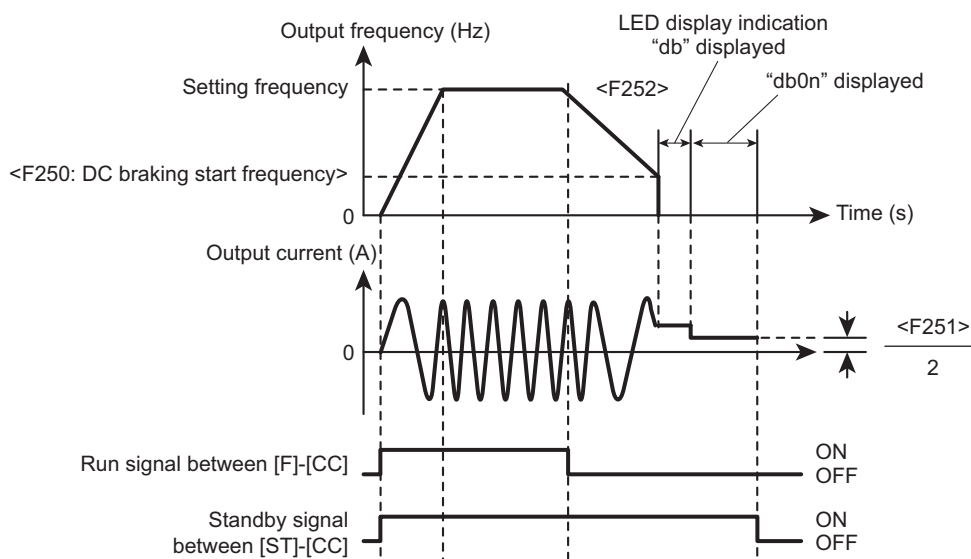 LED display indication
“db” displayed
Output frequency (Hz)
“db0n” displayed
Setting frequency
<F252>
<F250: DC braking start frequency>
0
Time (s)
Output current (A)
<F251>
2
0
Run signal between [F]-[CC]
ON
OFF
Standby signal
between [ST]-[CC]
ON
OFF